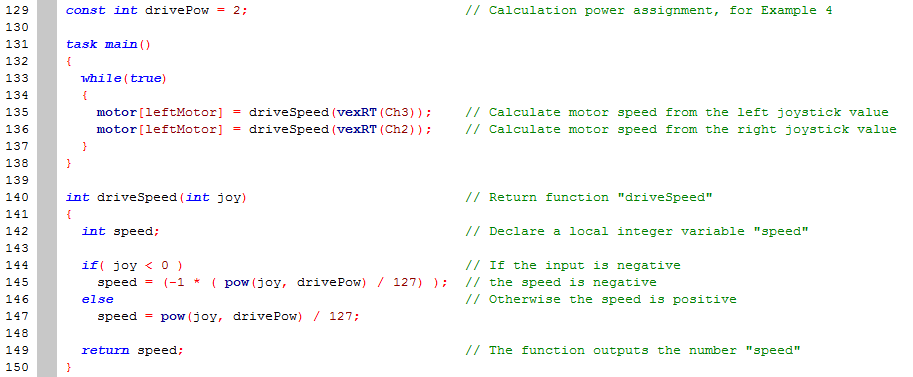 129 const int drivePow = 2; // Calculation power assignment, for Example 4
130
131 task main()
132 {
133 while(true)
134 {
135 motor[leftMotor] = driveSpeed(vexRT(Ch3)); // Calculate motor speed from the left joystick value
136 motor[leftMotor] = driveSpeed(vexRT(Ch2)); // Calculate motor speed from the right joystick value
137 }
138 }
139
140 int driveSpeed(int joy) // Return function "driveSpeed"
141 {
142 int speed; // Declare a local integer variable "speed"
143
144 if( joy < 0 ) // If the input is negative
145 speed = (-1 * ( pow(joy, drivePow) / 127) ); // the speed is negative
146 else // Otherwise the speed is positive
147 speed = pow(joy, drivePow) / 127;
148
149 return speed; // The function outputs the number "speed"
150 }